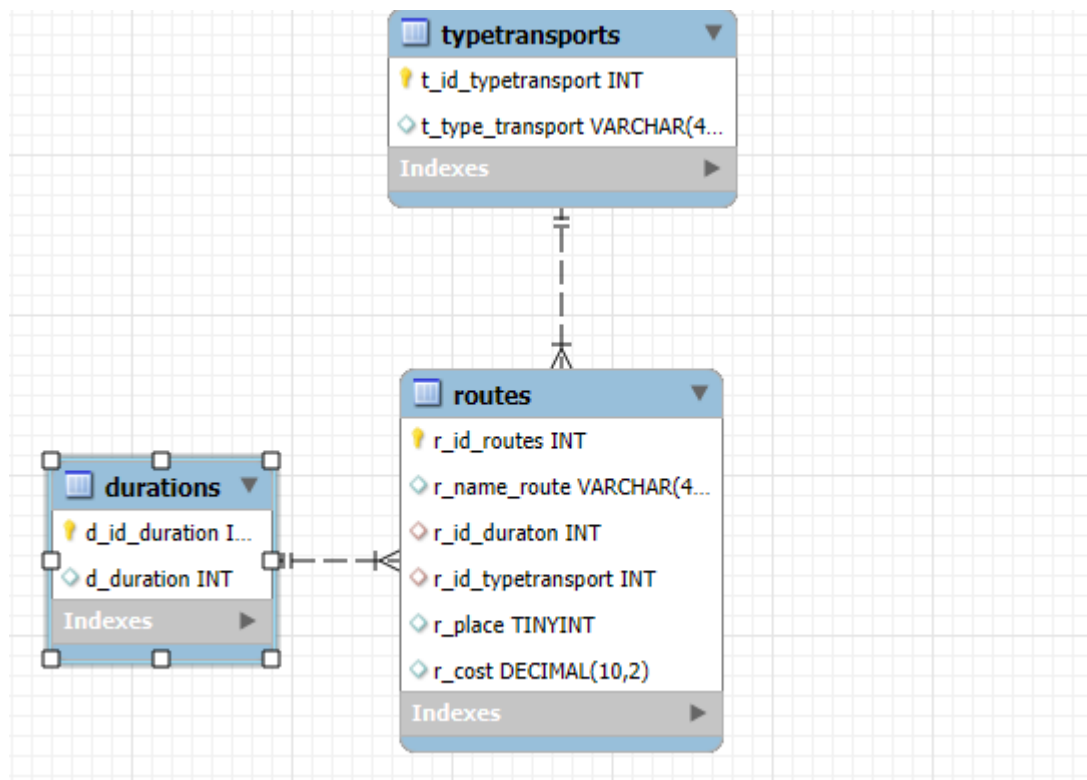 typetransports
t_id_typetransport INT
t_type_transport VARCHAR(4...
Indexes
routes
r_id_routes INT
r_name_route VARCHAR(4...
r_id_duraton INT
r_id_typetransport INT
r_place TINYINT
r_cost DECIMAL(10,2)
Indexes
durations
d_id_duration I...
d_duration INT
Indexes